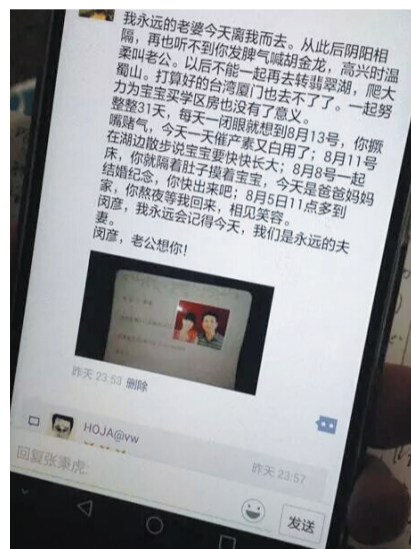 我永远的老婆今天离我而去。从此后阴阳相
隔，再也听不到你发脾气喊胡金龙，高兴时温
柔叫老公。以后不能一起再去转翡翠湖，爬大
蜀山。打算好的台湾厦门也去不了了。一起努
力为宝宝买学区房也没有了意义。
整整31天，每天一闭眼就想到8月13号，你撅
嘴赌气，今天一天催产素又白用了；8月11号
在湖边散步说宝宝要快快长大；8月8号一起
床，你就隔着肚子摸着宝宝，今天是爸爸妈妈
结婚纪念，你快出来吧；8月5日11点多到
家，你熬夜等我回来，相见笑容。
闵彦，我永远会记得今天，我们是永远的夫
妻。
闵彦，老公想你！
昨天 23:53 删除
HOJA@vw
昨天 23:57
回复张秉虎:
发送